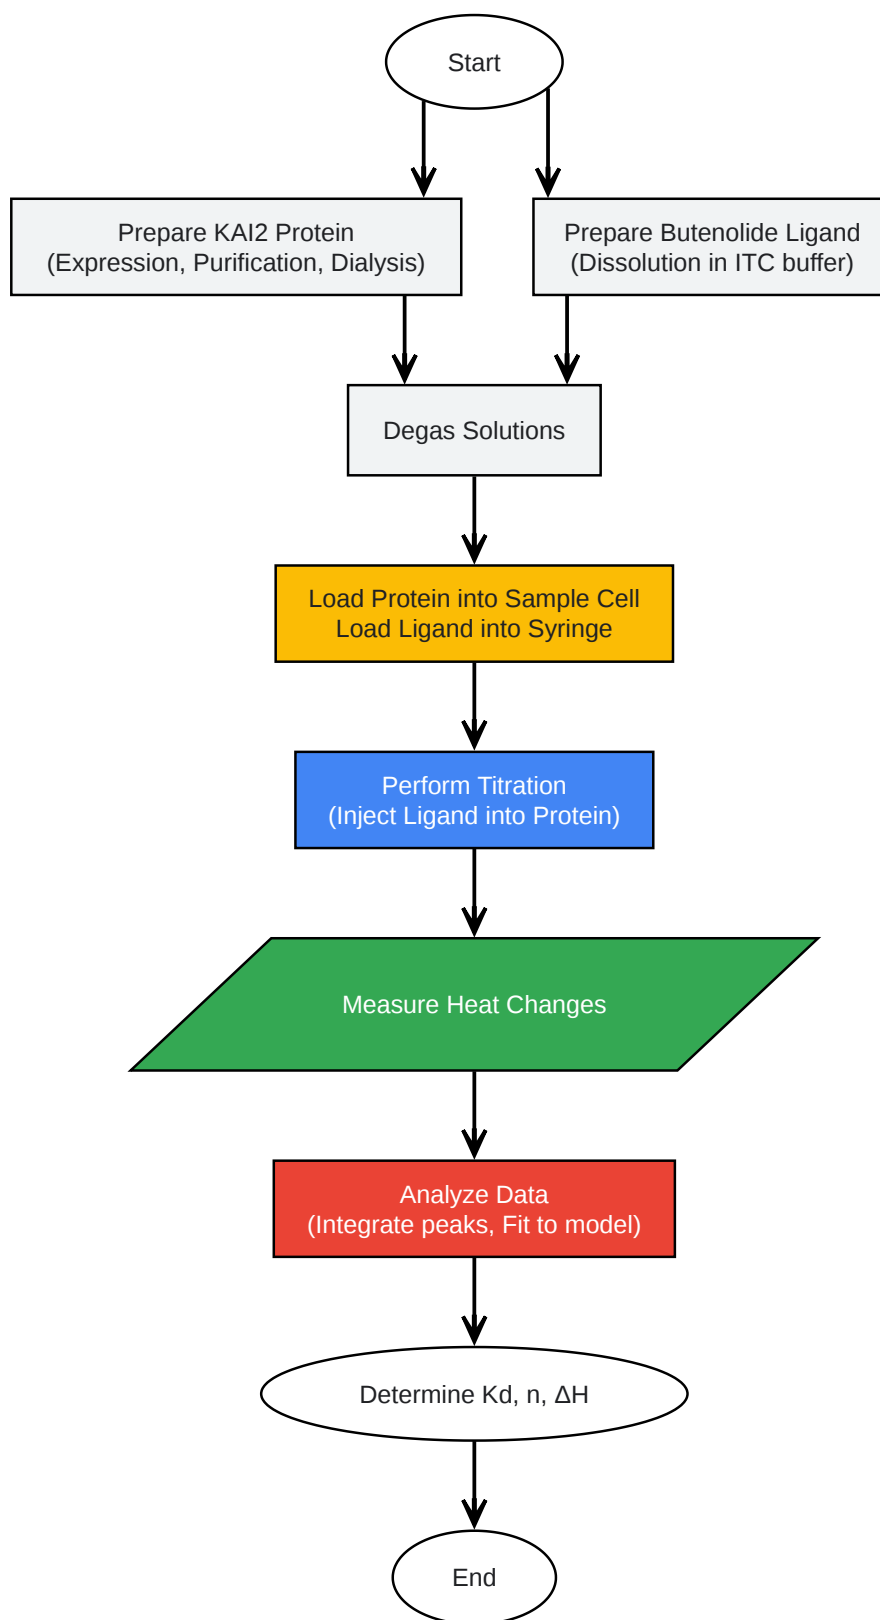 Start
Prepare KAI2 Protein
(Expression, Purification, Dialysis)
Prepare Butenolide Ligand
(Dissolution in ITC buffer)
Degas Solutions
Load Protein into Sample Cell
Load Ligand into Syringe
Perform Titration
(Inject Ligand into Protein)
Measure Heat Changes
Analyze Data
(Integrate peaks, Fit to model)
Determine Kd, n, ΔH
End